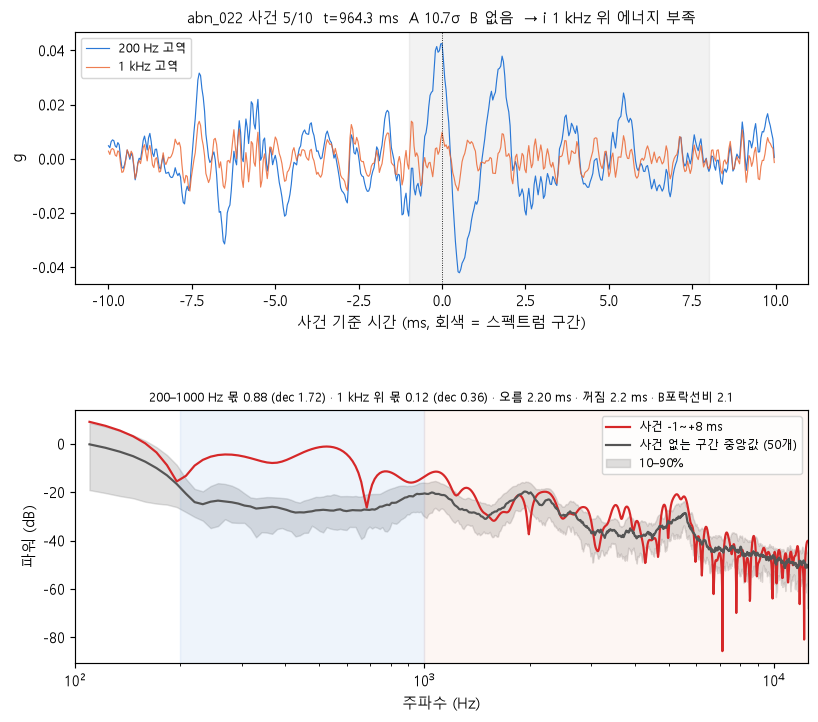 abn_022 사건 5/10 t=964.3 ms A 10.7σ B 없음 → i 1 kHz 위 에너지 부족
200 Hz 고역
1 kHz 고역
g
0.04
0.02
0.00
-0.02
-0.04
-10.0 -7.5 -5.0 -2.5 0.0 2.5 5.0 7.5 10.0
사건 기준 시간 (ms, 회색 = 스펙트럼 구간)
200–1000 Hz 몫 0.88 (dec 1.72) · 1 kHz 위 몫 0.12 (dec 0.36) · 오름 2.20 ms · 꺼짐 2.2 ms · B포락선비 2.1
사건 -1~+8 ms
사건 없는 구간 중앙값 (50개)
10–90%
파워 (dB)
0
-20
-40
-60
-80
10² 10³ 10⁴
주파수 (Hz)